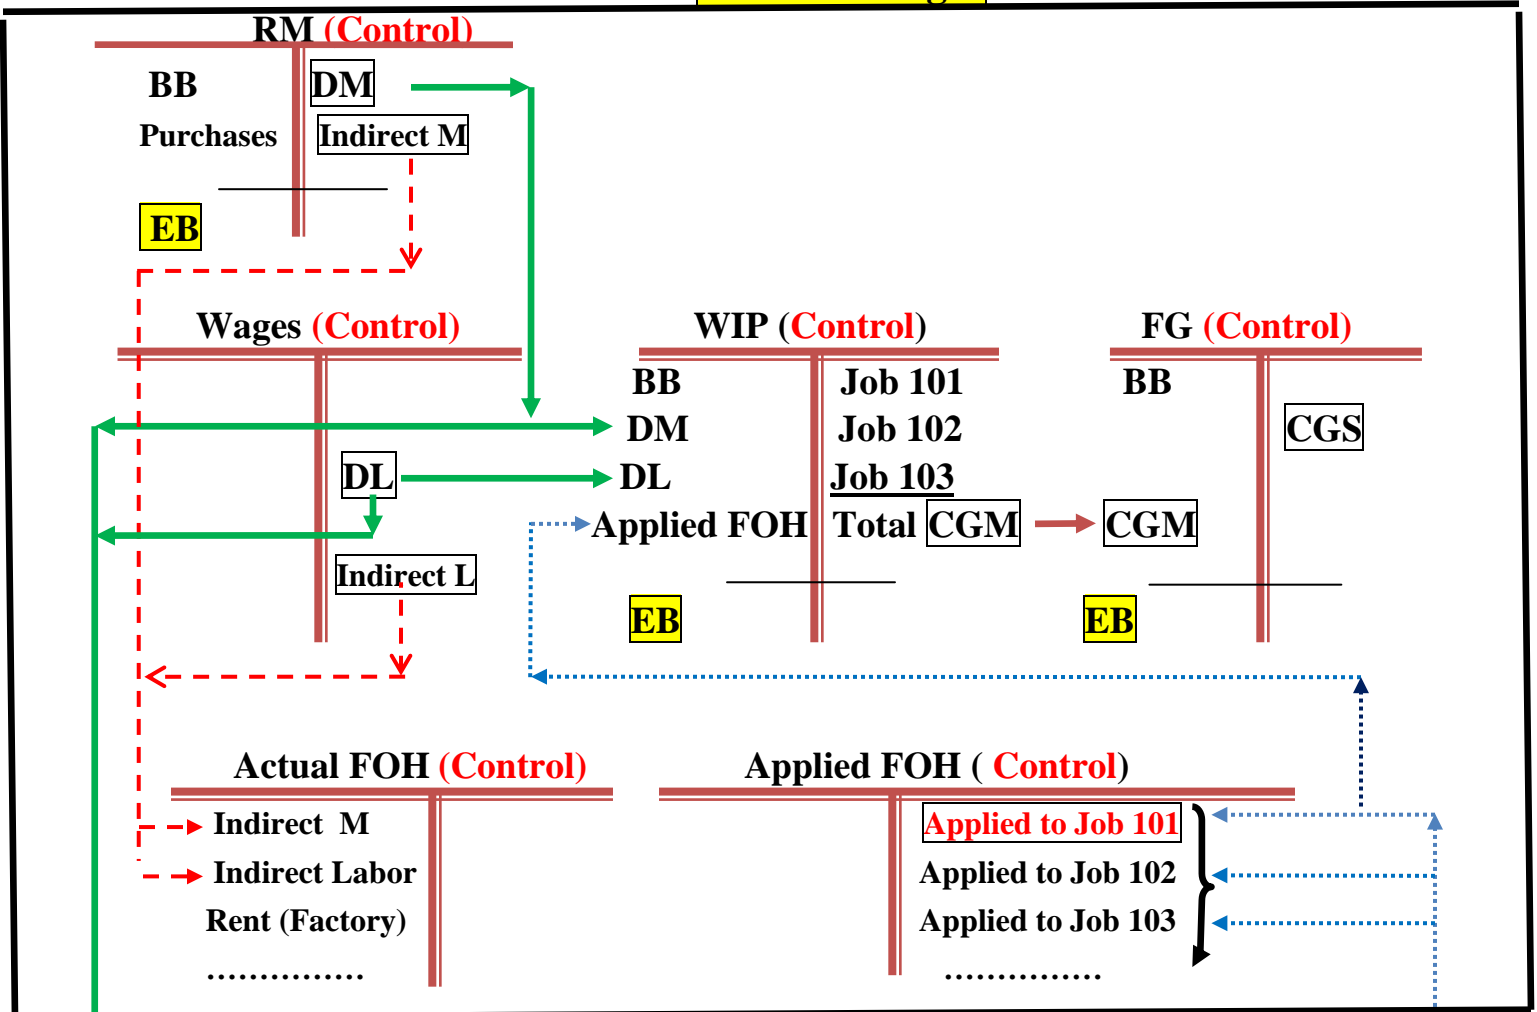 RM (Control)
BB
DM
Purchases
Indirect M
EB
Wages (Control)
DL
Indirect L
WIP (Control)
BB
Job 101
DM
Job 102
DL
Job 103
Applied FOH
Total CGM
EB
FG (Control)
BB
CGS
CGM
EB
Actual FOH (Control)
Indirect M
Indirect Labor
Rent (Factory)
……………
Applied FOH ( Control)
Applied to Job 101
Applied to Job 102
Applied to Job 103
……………